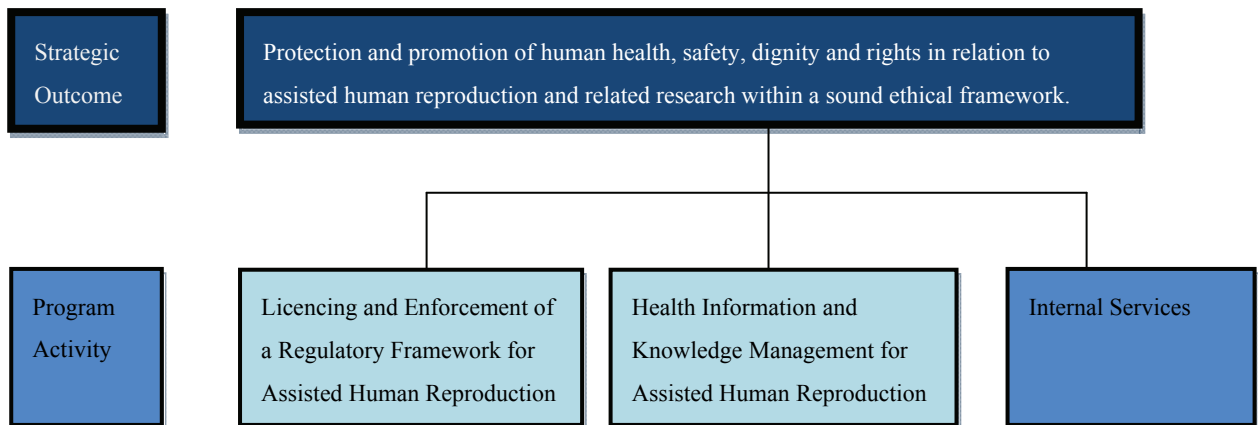 Strategic
Outcome
Protection and promotion of human health, safety, dignity and rights in relation to
assisted human reproduction and related research within a sound ethical framework.
Program
Activity
Licencing and Enforcement of
a Regulatory Framework for
Assisted Human Reproduction
Health Information and
Knowledge Management for
Assisted Human Reproduction
Internal Services